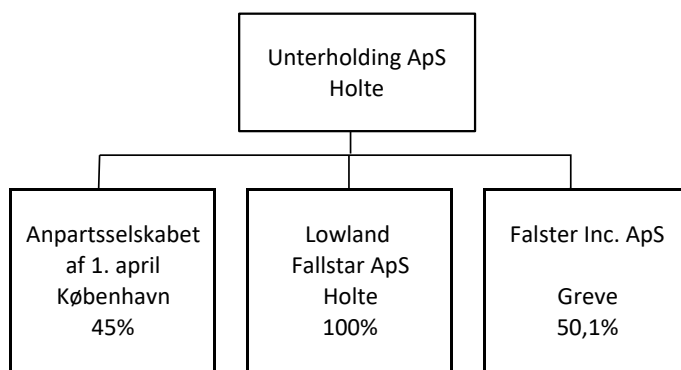 Unterholding ApS
Holte
Anpartsselskabet
af 1. april
København
45%
Lowland
Fallstar ApS
Holte
100%
Falster Inc. ApS
Greve
50,1%